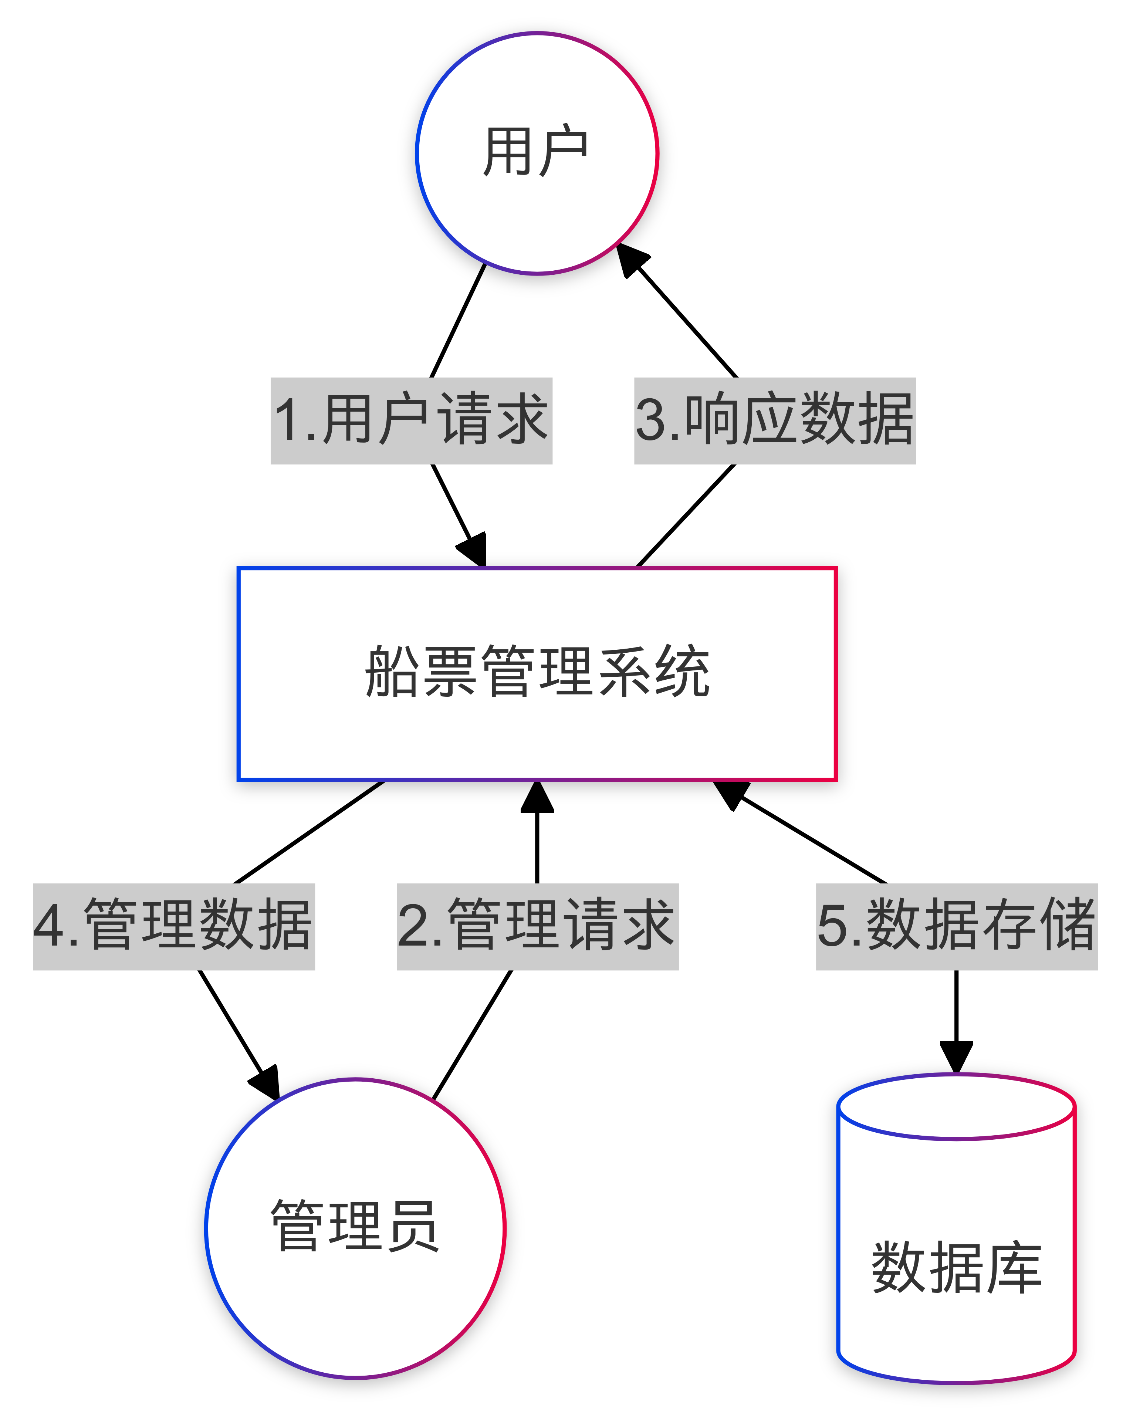 用户
1.用户请求
3.响应数据
船票管理系统
4.管理数据
2.管理请求
5.数据存储
管理员
数据库